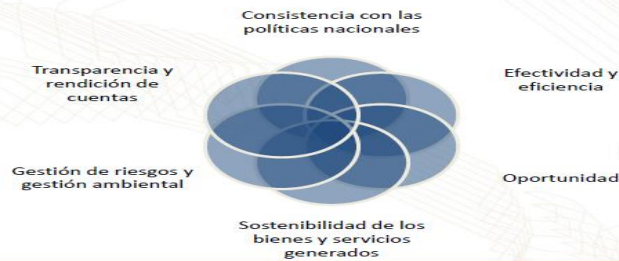 Consistencia con las
políticas nacionales
Transparencia y
rendición de
cuentas
Efectividad y
eficiencia
Gestión de riesgos y
gestión ambiental
Oportunidad
Sostenibilidad de los
bienes y servicios
generados